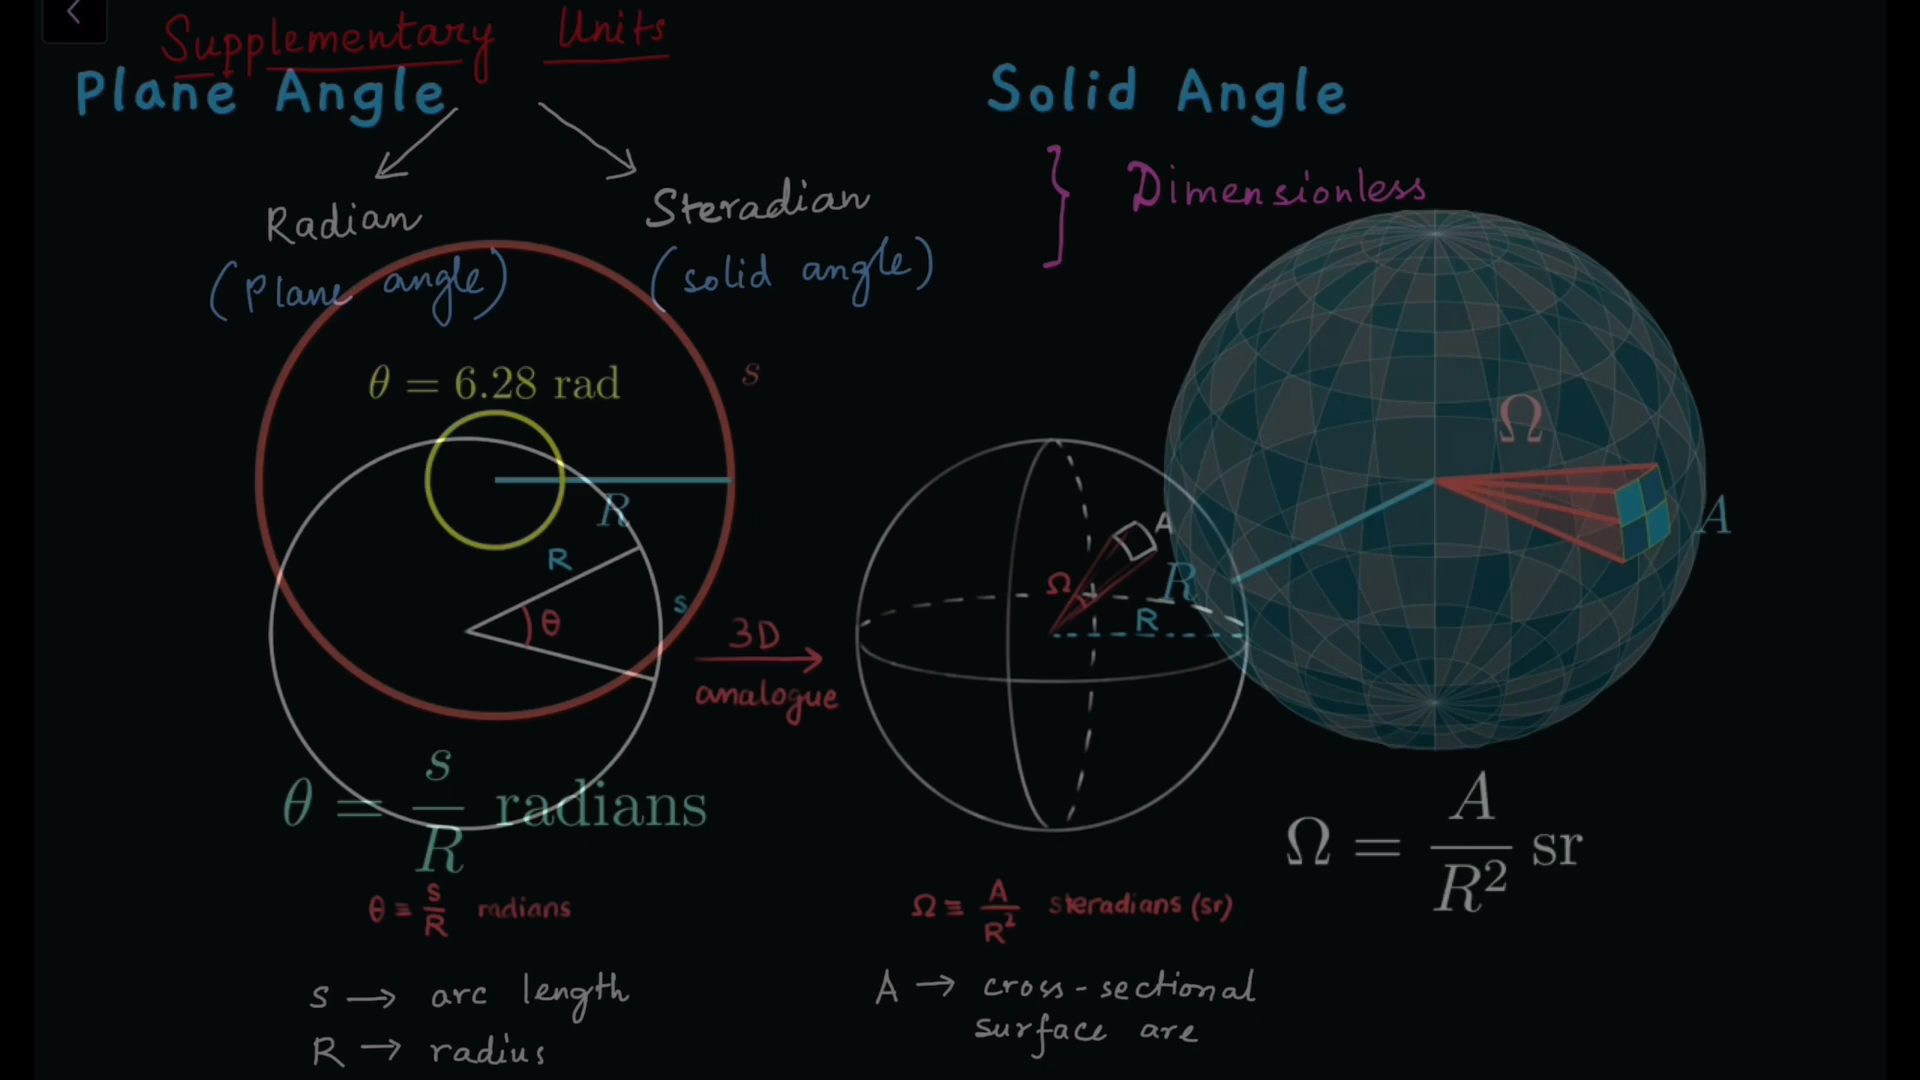 Supplementary Units
Plane Angle
Solid Angle
Radian
Steradian
} Dimensionless
(Plane angle)
(solid angle)
θ = 6.28 rad
s
R
Ω
A
R
θ
s
3D
analogue
Ω
A
R
R
θ = s/R radians
Ω = A/R² sr
θ ≡ s/R radians
Ω ≡ A/R² steradians (sr)
s → arc length
R → radius
A → cross-sectional
surface are